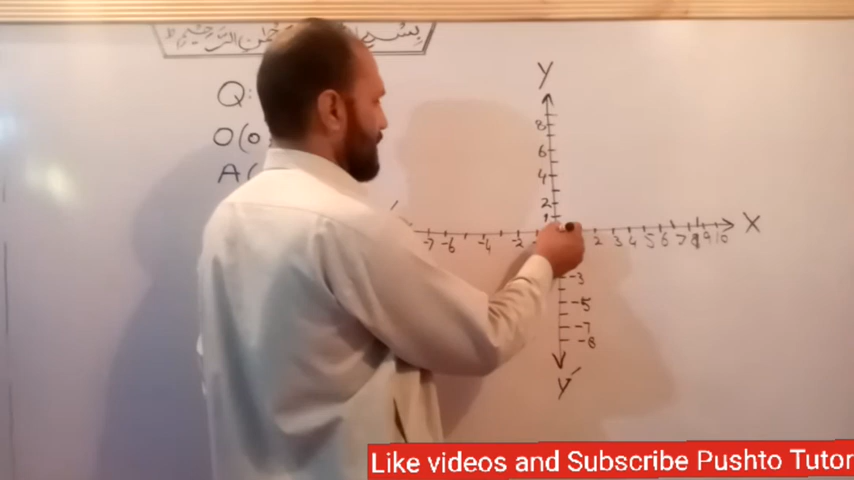 بِسْمِ
حْمٰنِ الرَّحِيْمِ
Q:
O(0
A(
Y
8
6
4
2
1
X
-7 -6 -4 -2 2 3 4 5 6 7 8 9 10
-3
-5
-7
-8
Y′
Like videos and Subscribe Pushto Tutor